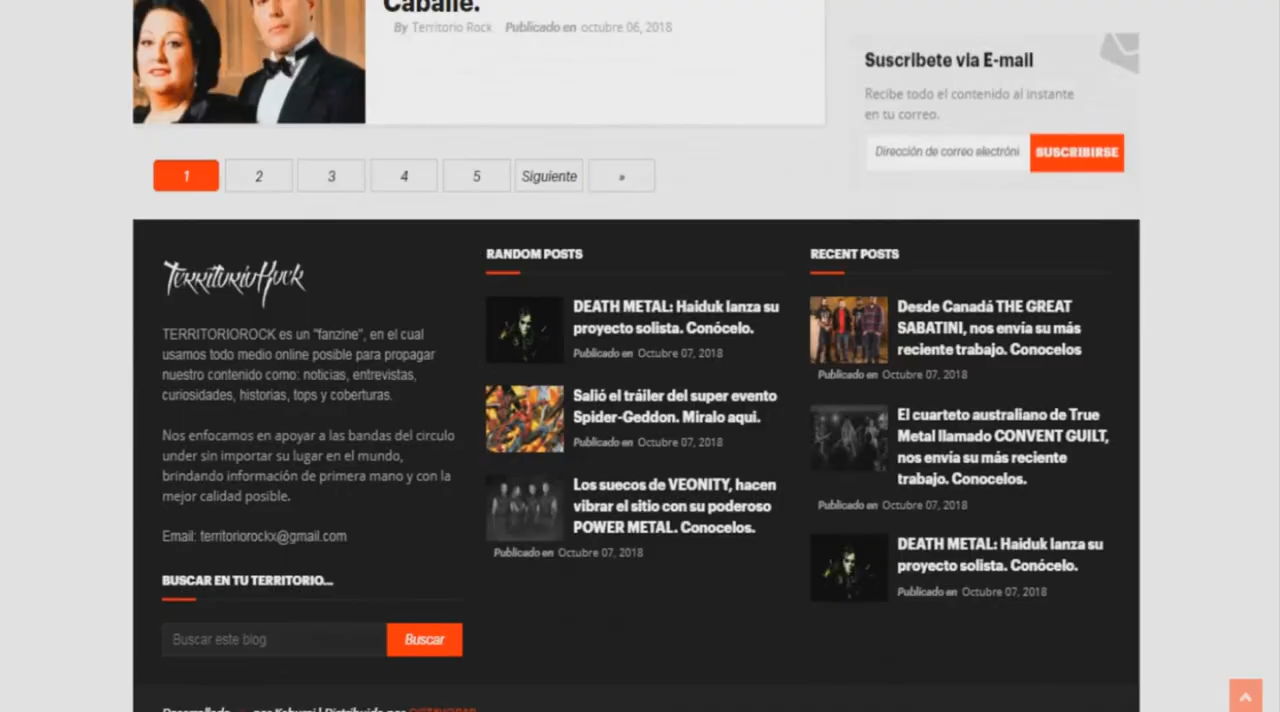 Caballé.
By Territorio Rock Publicado en octubre 06, 2018
Suscribete via E-mail
Recibe todo el contenido al instante
en tu correo.
Dirección de correo electróni SUSCRIBIRSE
1 2 3 4 5 Siguiente »
TerritorioRock
TERRITORIOROCK es un "fanzine", en el cual
usamos todo medio online posible para propagar
nuestro contenido como: noticias, entrevistas,
curiosidades, historias, tops y coberturas.
Nos enfocamos en apoyar a las bandas del circulo
under sin importar su lugar en el mundo,
brindando información de primera mano y con la
mejor calidad posible.
Email: territoriorockx@gmail.com
BUSCAR EN TU TERRITORIO...
Buscar este blog Buscar
RANDOM POSTS
DEATH METAL: Haiduk lanza su
proyecto solista. Conócelo.
Publicado en Octubre 07, 2018
Salió el tráiler del super evento
Spider-Geddon. Miralo aqui.
Publicado en Octubre 07, 2018
Los suecos de VEONITY, hacen
vibrar el sitio con su poderoso
POWER METAL. Conocelos.
Publicado en Octubre 07, 2018
RECENT POSTS
Desde Canadá THE GREAT
SABATINI, nos envía su más
reciente trabajo. Conocelos
Publicado en Octubre 07, 2018
El cuarteto australiano de True
Metal llamado CONVENT GUILT,
nos envía su más reciente
trabajo. Conocelos.
Publicado en Octubre 07, 2018
DEATH METAL: Haiduk lanza su
proyecto solista. Conócelo.
Publicado en Octubre 07, 2018